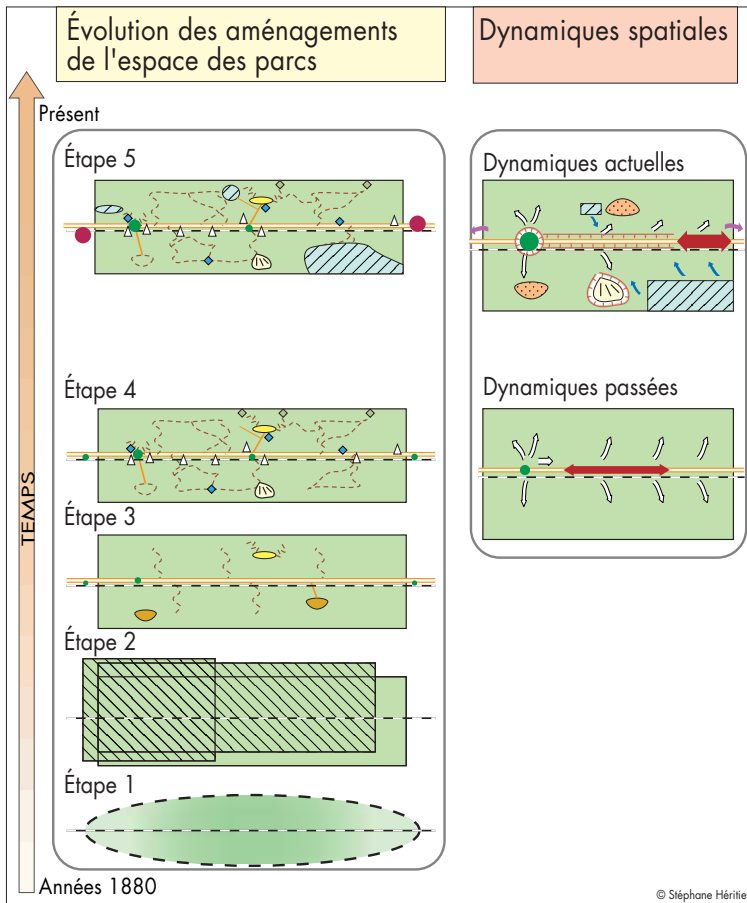 Évolution des aménagements
de l'espace des parcs
Dynamiques spatiales
Présent
Étape 5
Dynamiques actuelles
Étape 4
Dynamiques passées
TEMPS
Étape 3
Étape 2
Étape 1
Années 1880
© Stéphane Héritie